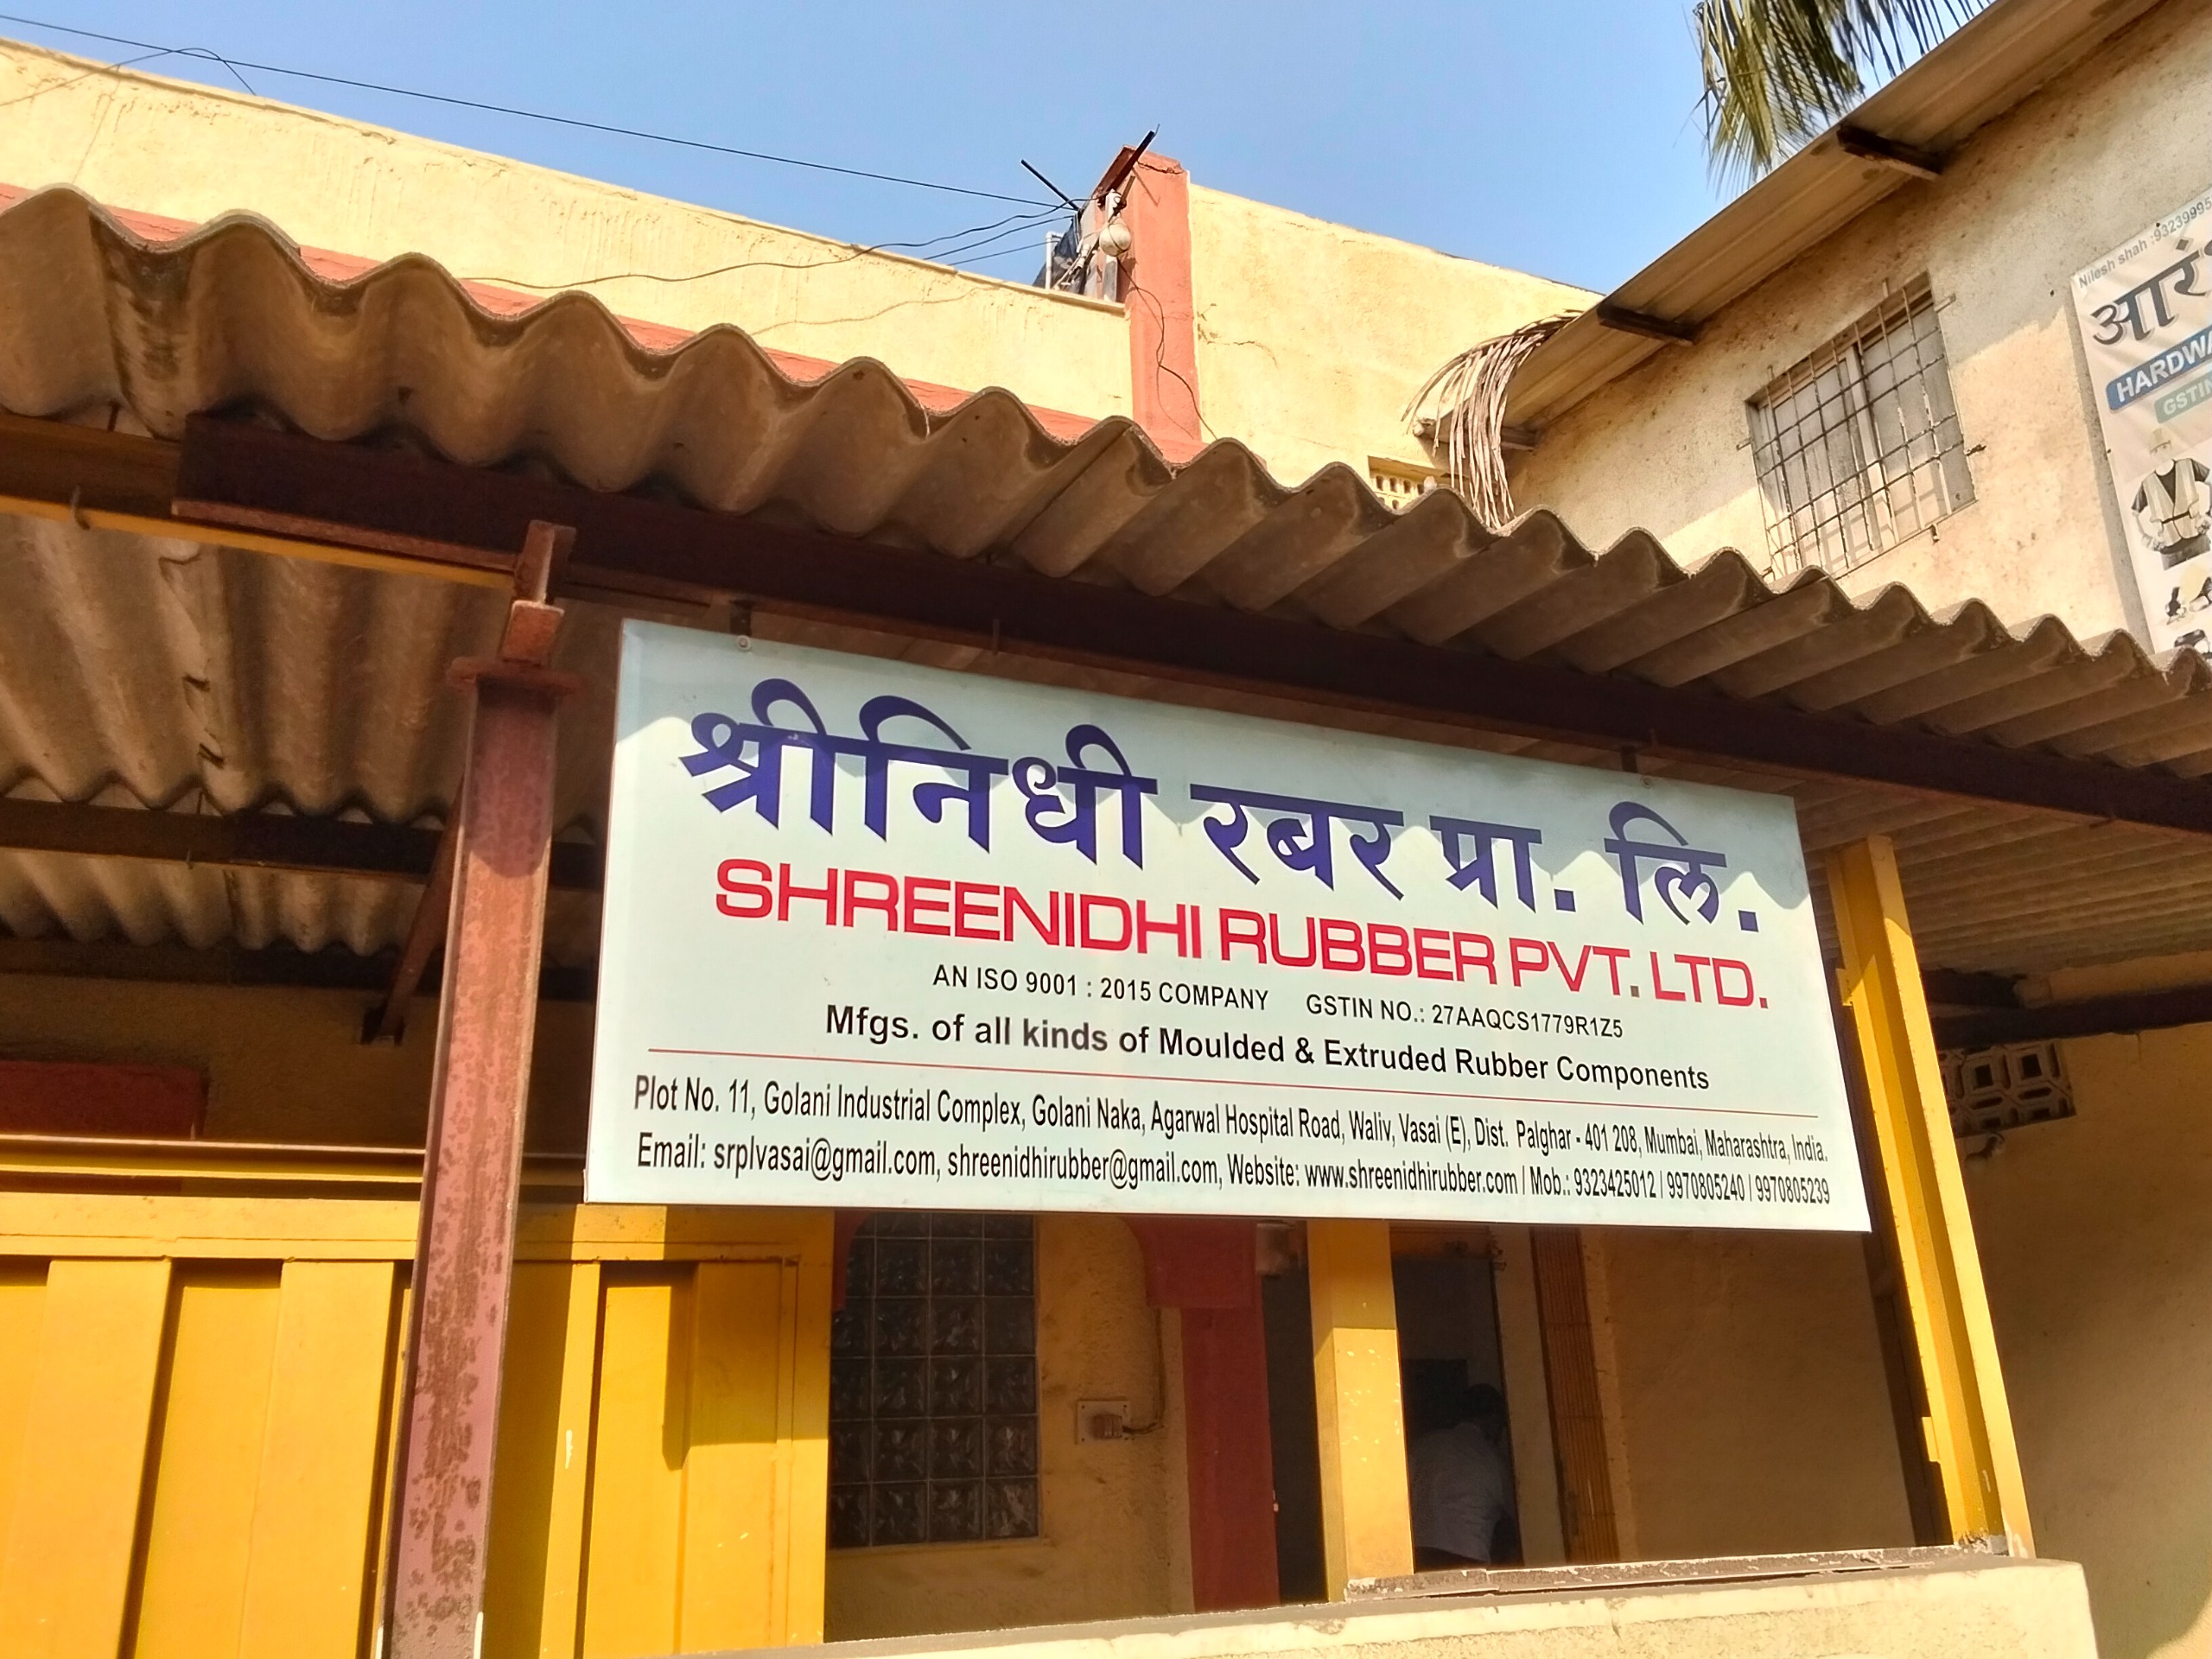 श्रीनिधी रबर प्रा. लि.
SHREENIDHI RUBBER PVT. LTD.
AN ISO 9001 : 2015 COMPANY GSTIN NO.: 27AAQCS1779R1Z5
Mfgs. of all kinds of Moulded & Extruded Rubber Components
Plot No. 11, Golani Industrial Complex, Golani Naka, Agarwal Hospital Road, Waliv, Vasai (E), Dist. Palghar - 401 208, Mumbai, Maharashtra, India.
Email: srplvasai@gmail.com, shreenidhirubber@gmail.com, Website: www.shreenidhirubber.com / Mob.: 9323425012 / 9970805240 / 9970805239
Nilesh shah :